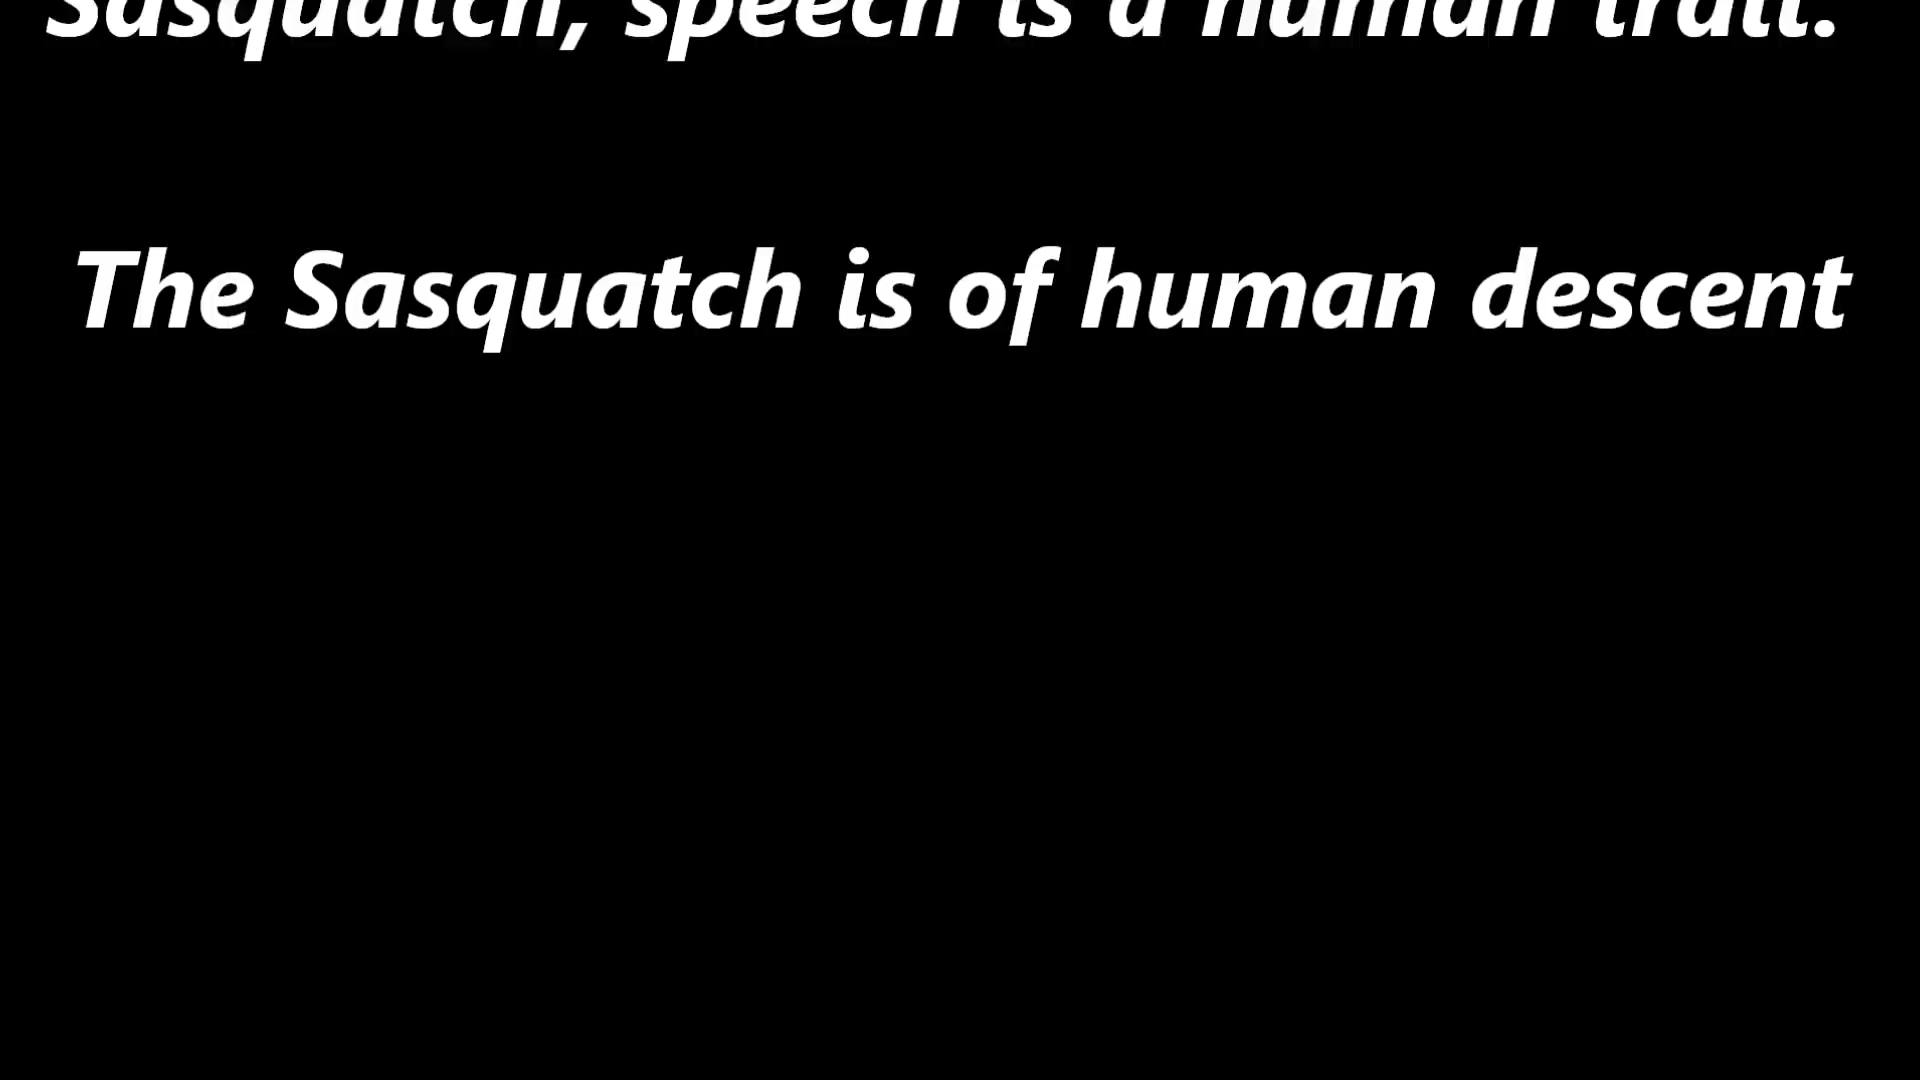 Sasquatch, speech is a human trait.
The Sasquatch is of human descent